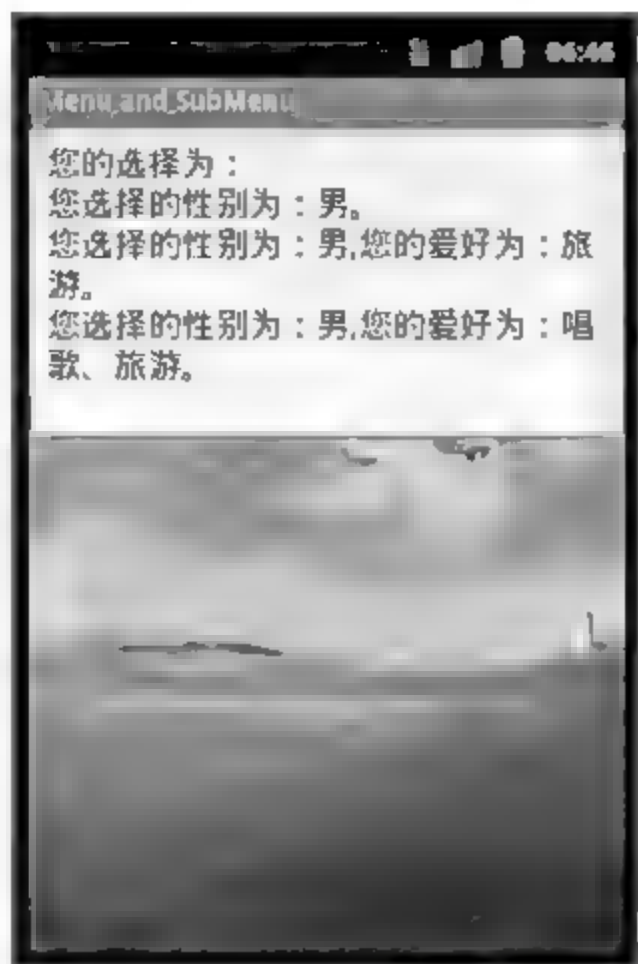 06:46
Menu_and_SubMenu
您的选择为：
您选择的性别为：男。
您选择的性别为：男,您的爱好为：旅
游。
您选择的性别为：男,您的爱好为：唱
歌、旅游。